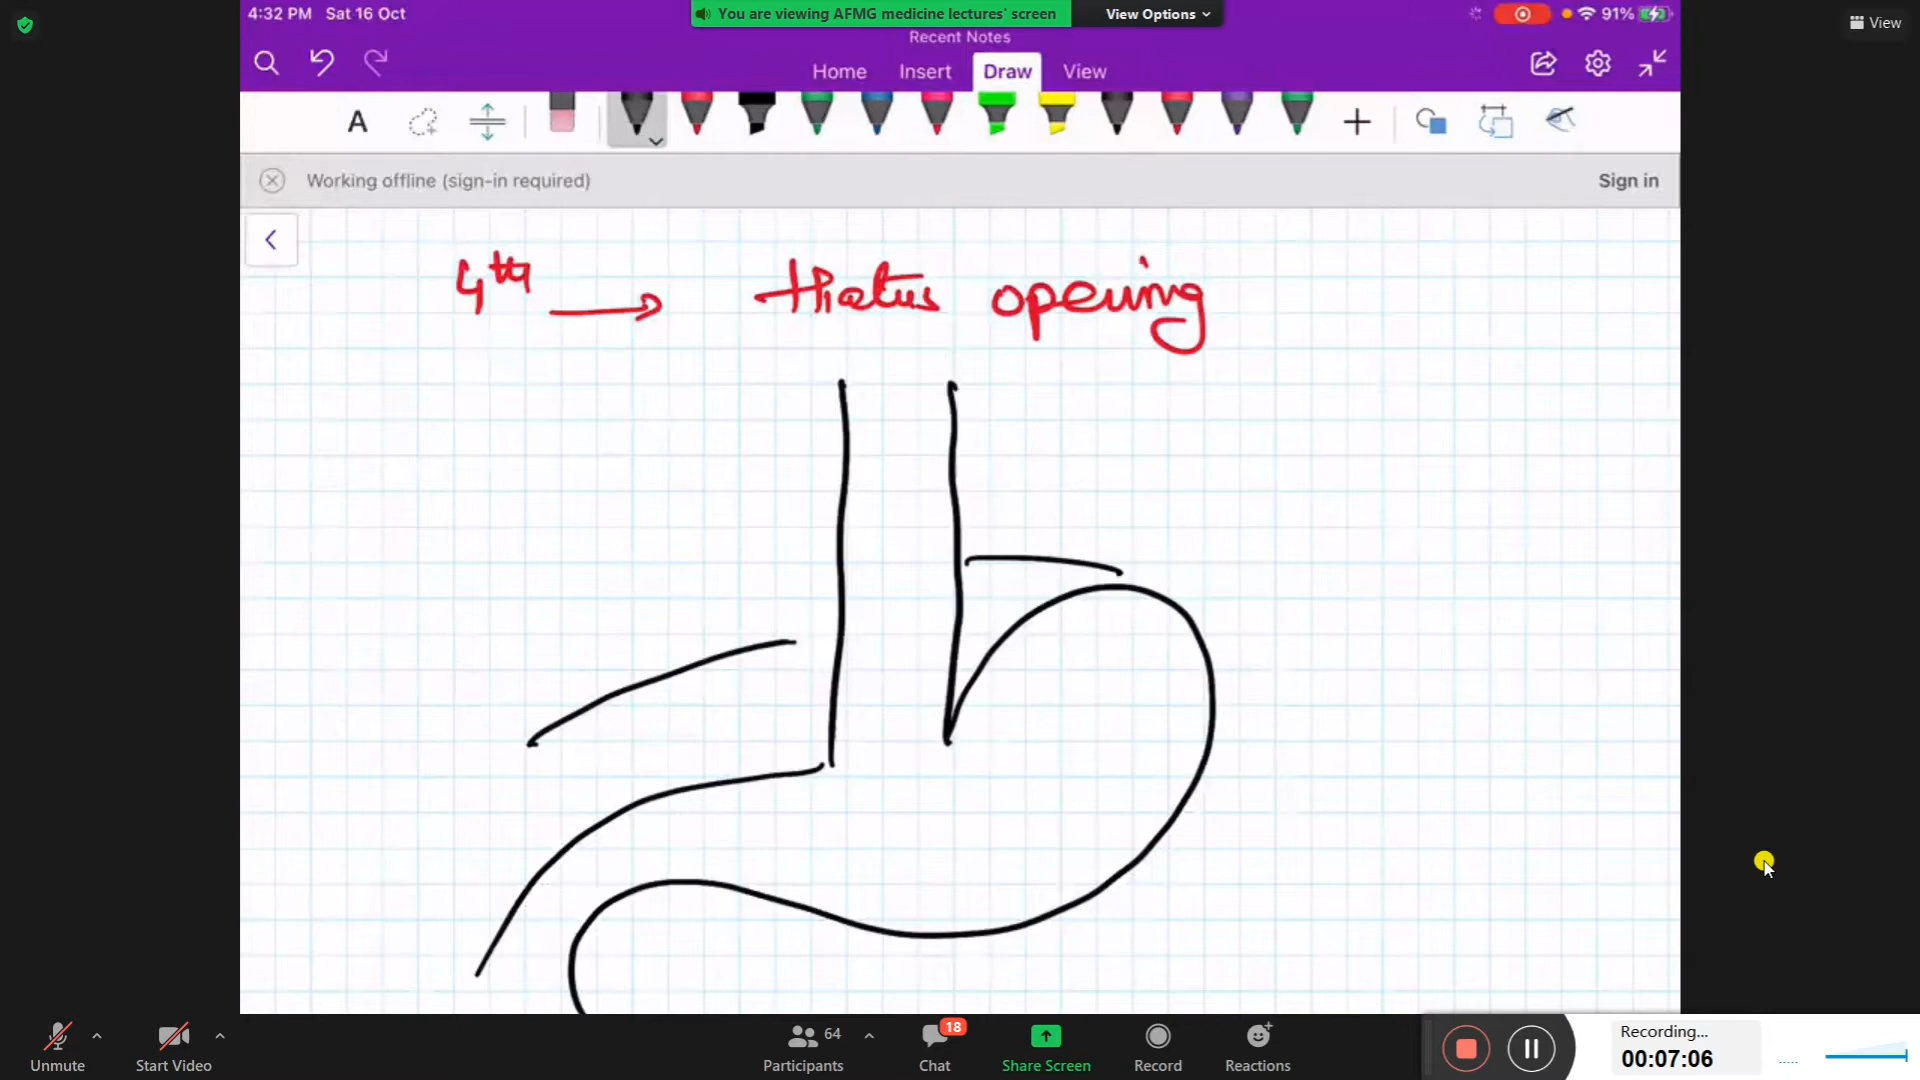 4:32 PM Sat 16 Oct
You are viewing AFMG medicine lectures' screen
View Options
91%
View
Recent Notes
Home Insert Draw View
A
Working offline (sign-in required)
Sign in
4th → Hiatus opening
Unmute
Start Video
Participants
64
Chat
18
Share Screen
Record
Reactions
Recording...
00:07:06